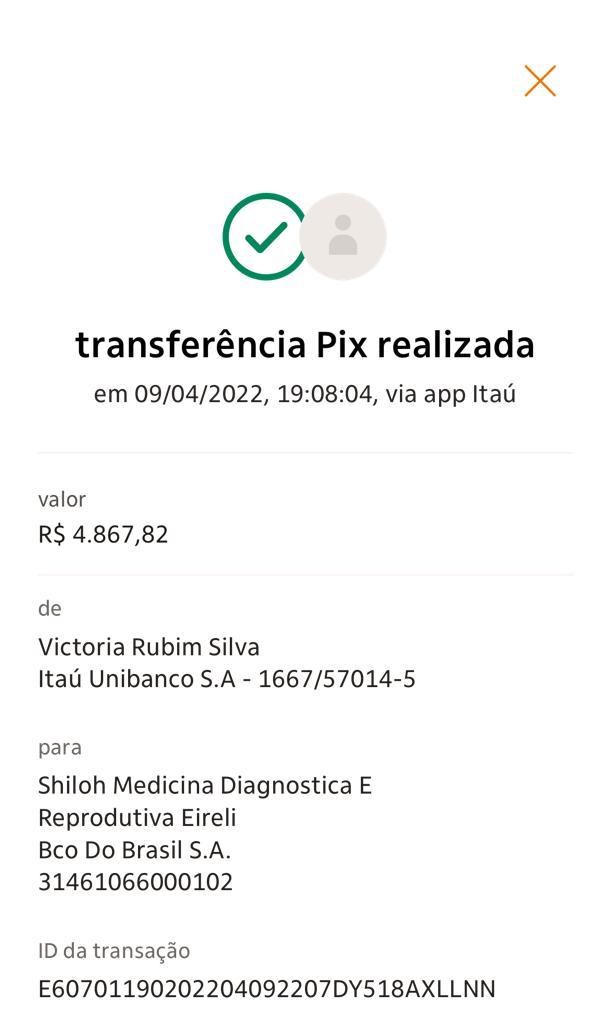 transferência Pix realizada
em 09/04/2022, 19:08:04, via app Itaú
valor
R$ 4.867,82
de
Victoria Rubim Silva
Itaú Unibanco S.A - 1667/57014-5
para
Shiloh Medicina Diagnostica E
Reprodutiva Eireli
Bco Do Brasil S.A.
31461066000102
ID da transação
E60701190202204092207DY518AXLLNN